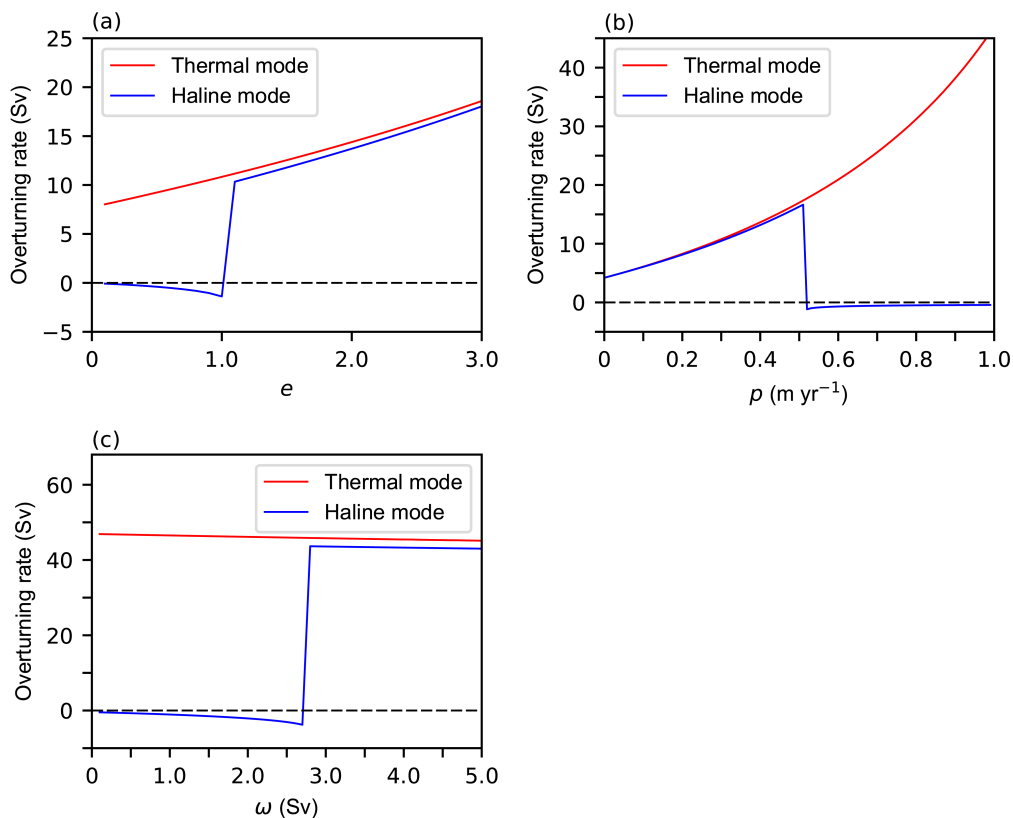 (a)
25
20
15
10
5
0
−5
Overturning rate (Sv)
Thermal mode
Haline mode
0 1.0 2.0 3.0
e
(b)
40
30
20
10
0
Overturning rate (Sv)
Thermal mode
Haline mode
0 0.2 0.4 0.6 0.8 1.0
p (m yr⁻¹)
(c)
60
40
20
0
Overturning rate (Sv)
Thermal mode
Haline mode
0 1.0 2.0 3.0 4.0 5.0
ω (Sv)